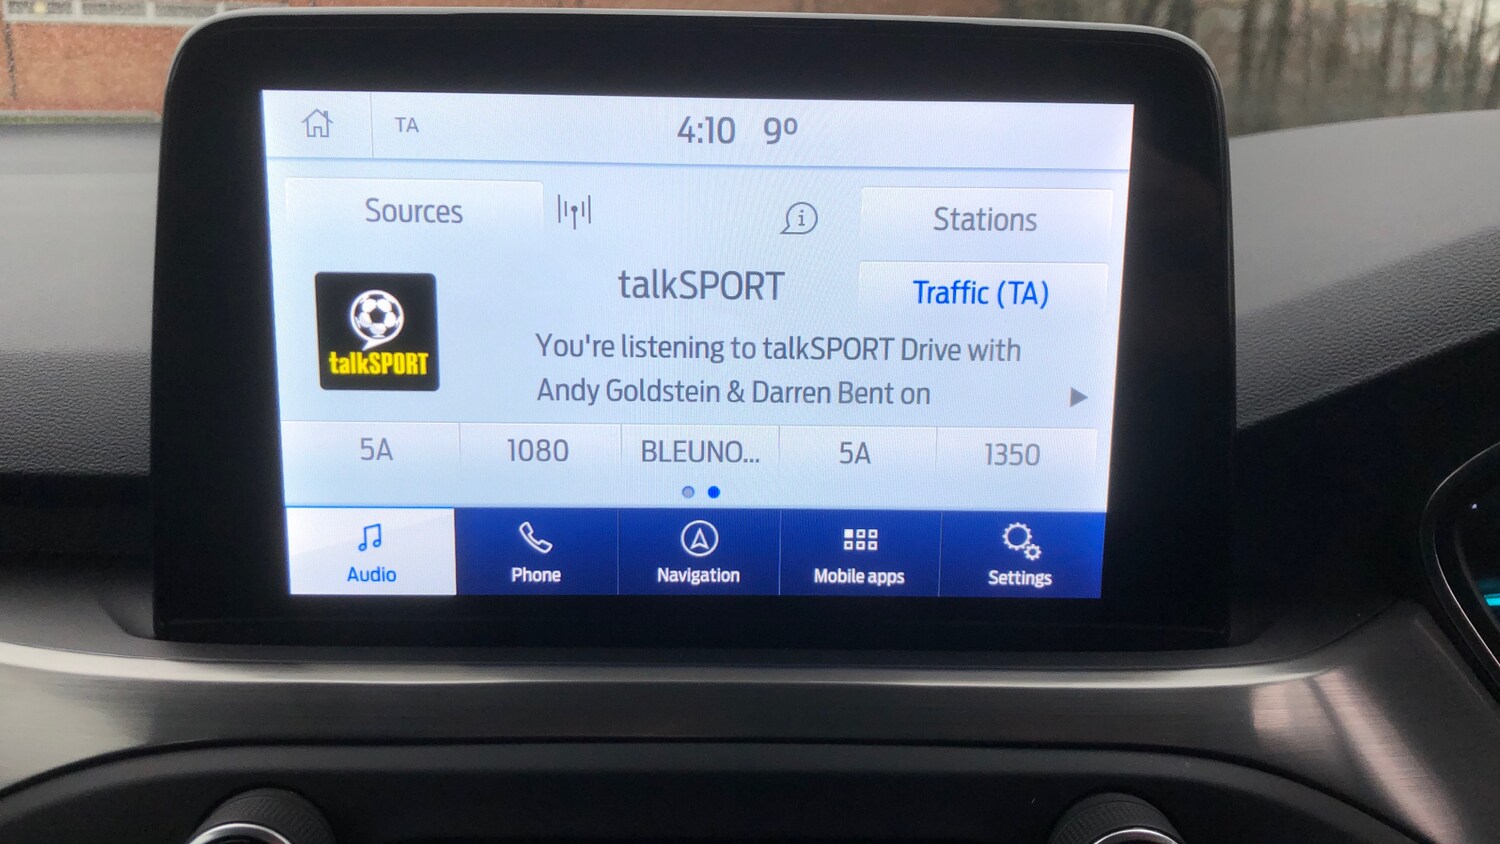 TA
4:10 9º
Sources
Stations
talkSPORT
Traffic (TA)
talkSPORT
You're listening to talkSPORT Drive with
Andy Goldstein & Darren Bent on
5A 1080 BLEUNO... 5A 1350
Audio Phone Navigation Mobile apps Settings